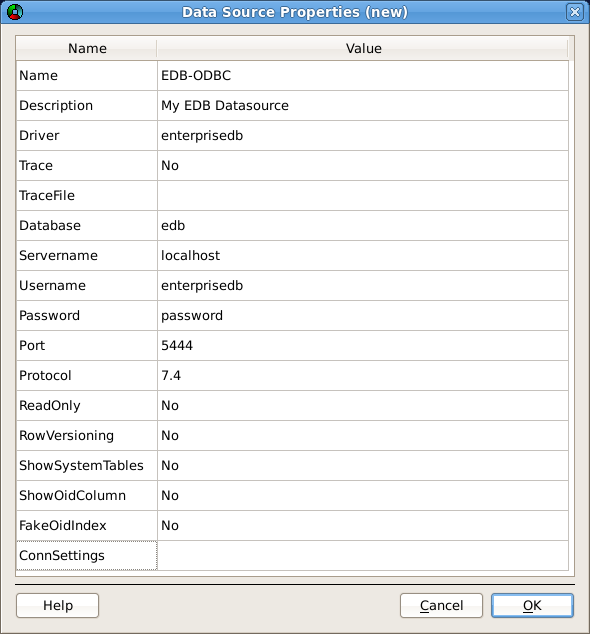 Data Source Properties (new)
Name Value
Name EDB-ODBC
Description My EDB Datasource
Driver enterprisedb
Trace No
TraceFile
Database edb
Servername localhost
Username enterprisedb
Password password
Port 5444
Protocol 7.4
ReadOnly No
RowVersioning No
ShowSystemTables No
ShowOidColumn No
FakeOidIndex No
ConnSettings
Help Cancel OK